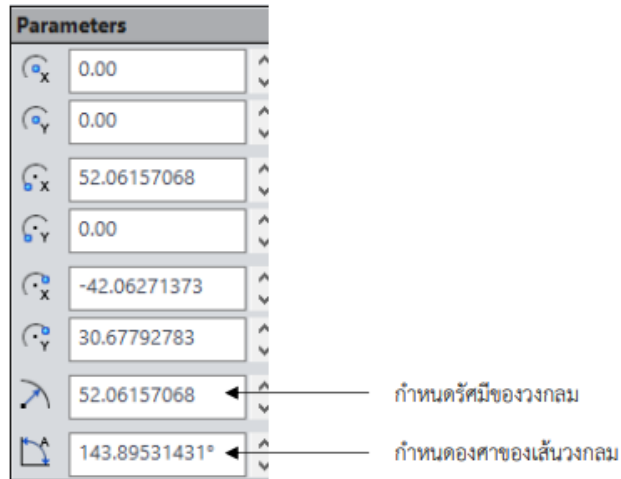 Parameters
X 0.00
Y 0.00
X 52.06157068
Y 0.00
X -42.06271373
Y 30.67792783
52.06157068 กำหนดรัศมีของวงกลม
A 143.89531431° กำหนดองศาของเส้นวงกลม